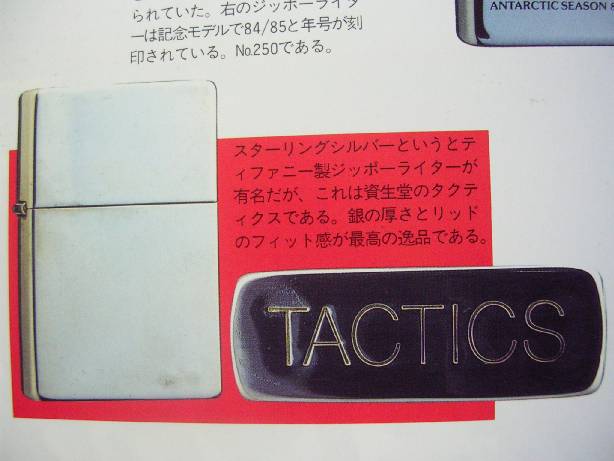 られていた。右のジッポーライタ
ーは記念モデルで84/85と年号が刻
印されている。No.250である。
ANTARCTIC SEASON
スターリングシルバーというとテ
ィファニー製ジッポーライターが
有名だが、これは資生堂のタクテ
ィクスである。銀の厚さとリッド
のフィット感が最高の逸品である。
TACTICS